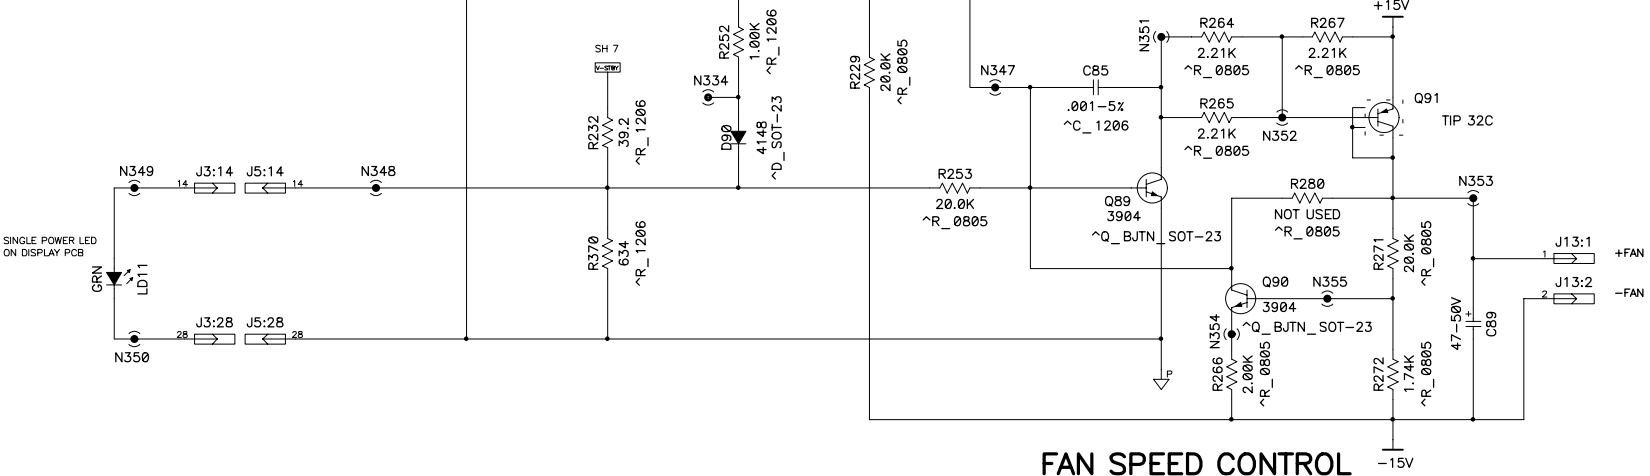 +15V
N351
R264
2.21K
^R_0805
R267
2.21K
^R_0805
R252
1.00K
^R_1206
SH 7
V-STBY
N334
R229
20.0K
^R_0805
N347
C85
.001-5%
^C_1206
R265
2.21K
^R_0805
N352
Q91
TIP 32C
R232
39.2
^R_1206
D90
4148
^D_SOT-23
N349
J3:14
J5:14
14
14
N348
R253
20.0K
^R_0805
Q89
3904
^Q_BJTN_SOT-23
R280
NOT USED
^R_0805
N353
SINGLE POWER LED
ON DISPLAY PCB
GRN
LD11
R370
634
^R_1206
R271
20.0K
^R_0805
J13:1
1
+FAN
J13:2
2
-FAN
Q90
3904
^Q_BJTN_SOT-23
N355
N354
47-50V
+
C89
J3:28
J5:28
28
28
N350
P
R266
2.00K
^R_0805
R272
1.74K
^R_0805
FAN SPEED CONTROL
-15V